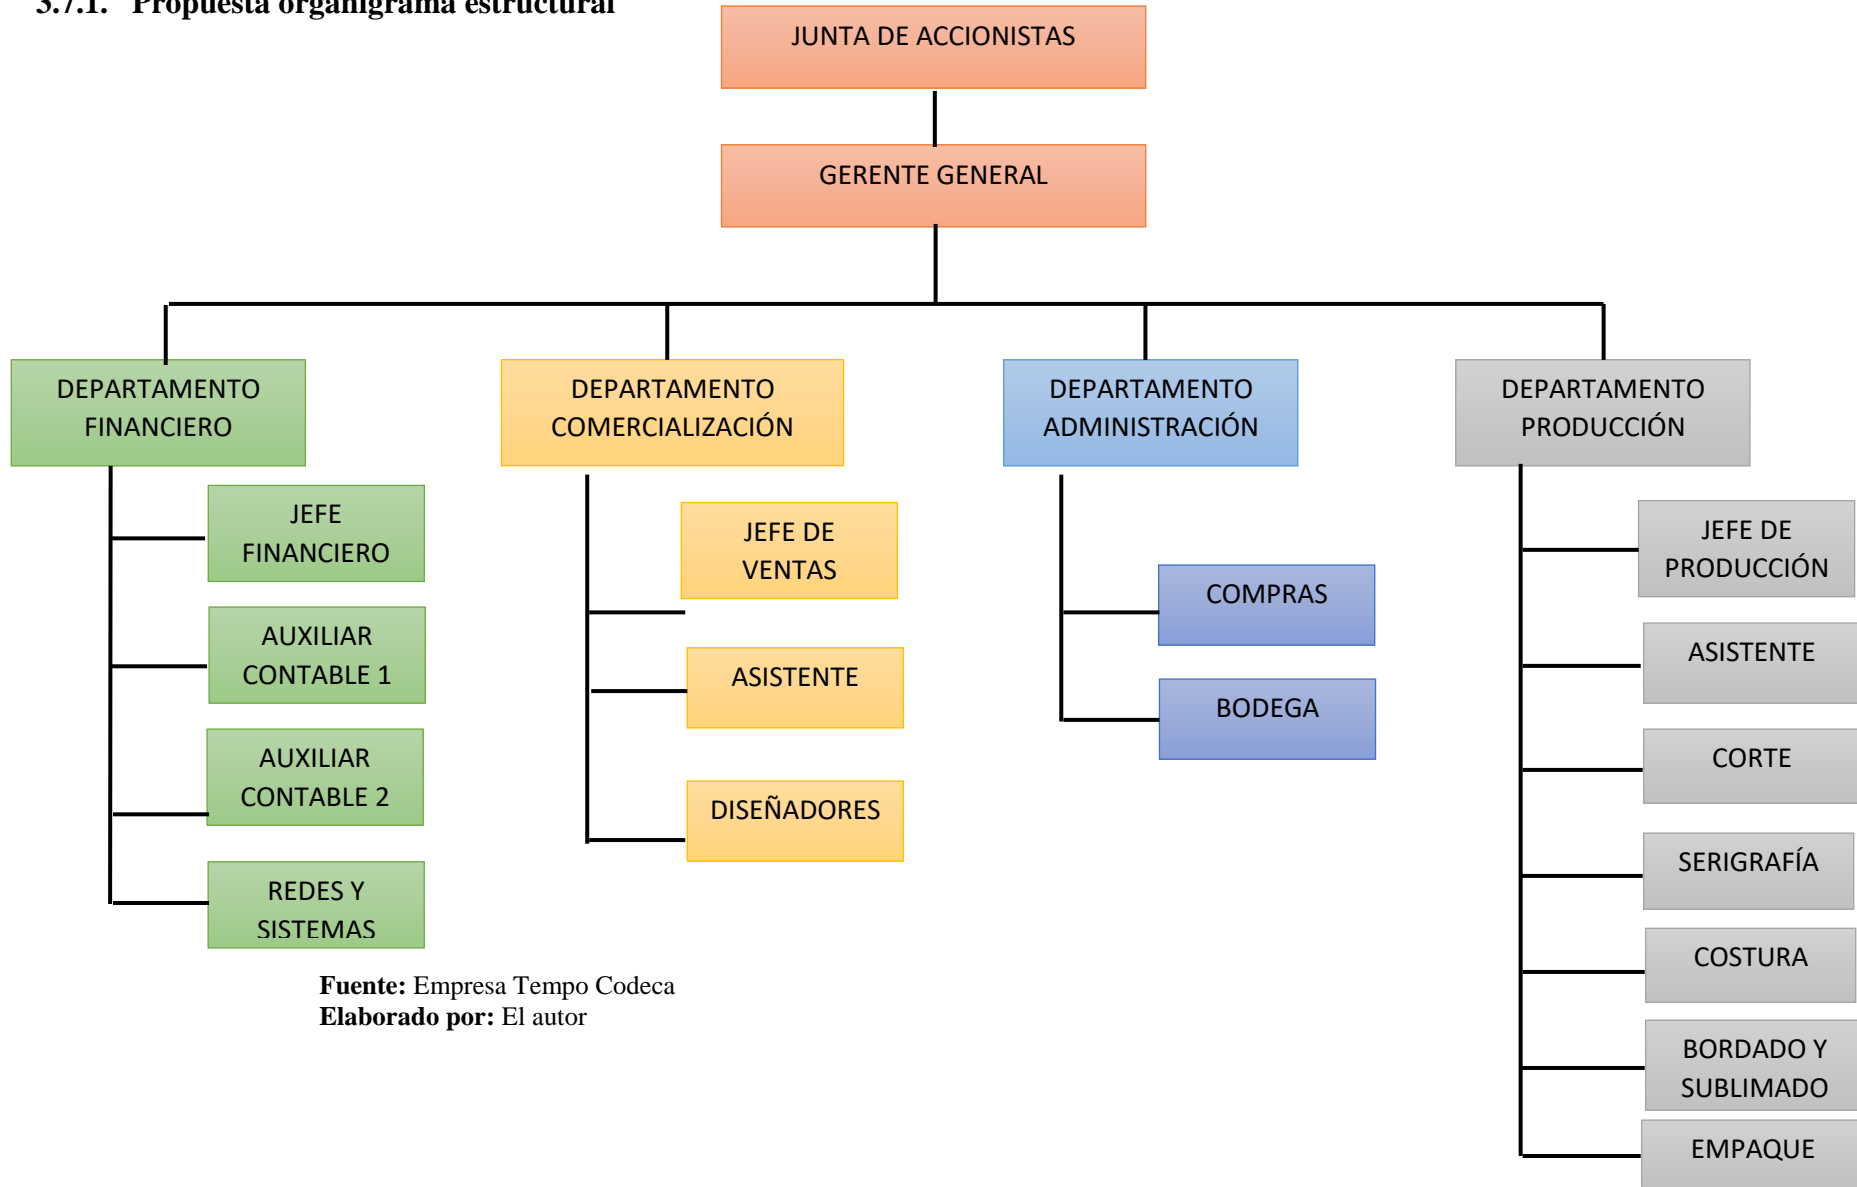 3.7.1. Propuesta organigrama estructural
JUNTA DE ACCIONISTAS
GERENTE GENERAL
DEPARTAMENTO
FINANCIERO
JEFE
FINANCIERO
AUXILIAR
CONTABLE 1
AUXILIAR
CONTABLE 2
REDES Y
SISTEMAS
DEPARTAMENTO
COMERCIALIZACIÓN
JEFE DE
VENTAS
ASISTENTE
DISEÑADORES
DEPARTAMENTO
ADMINISTRACIÓN
COMPRAS
BODEGA
DEPARTAMENTO
PRODUCCIÓN
JEFE DE
PRODUCCIÓN
ASISTENTE
CORTE
SERIGRAFÍA
COSTURA
BORDADO Y
SUBLIMADO
EMPAQUE
Fuente: Empresa Tempo Codeca
Elaborado por: El autor